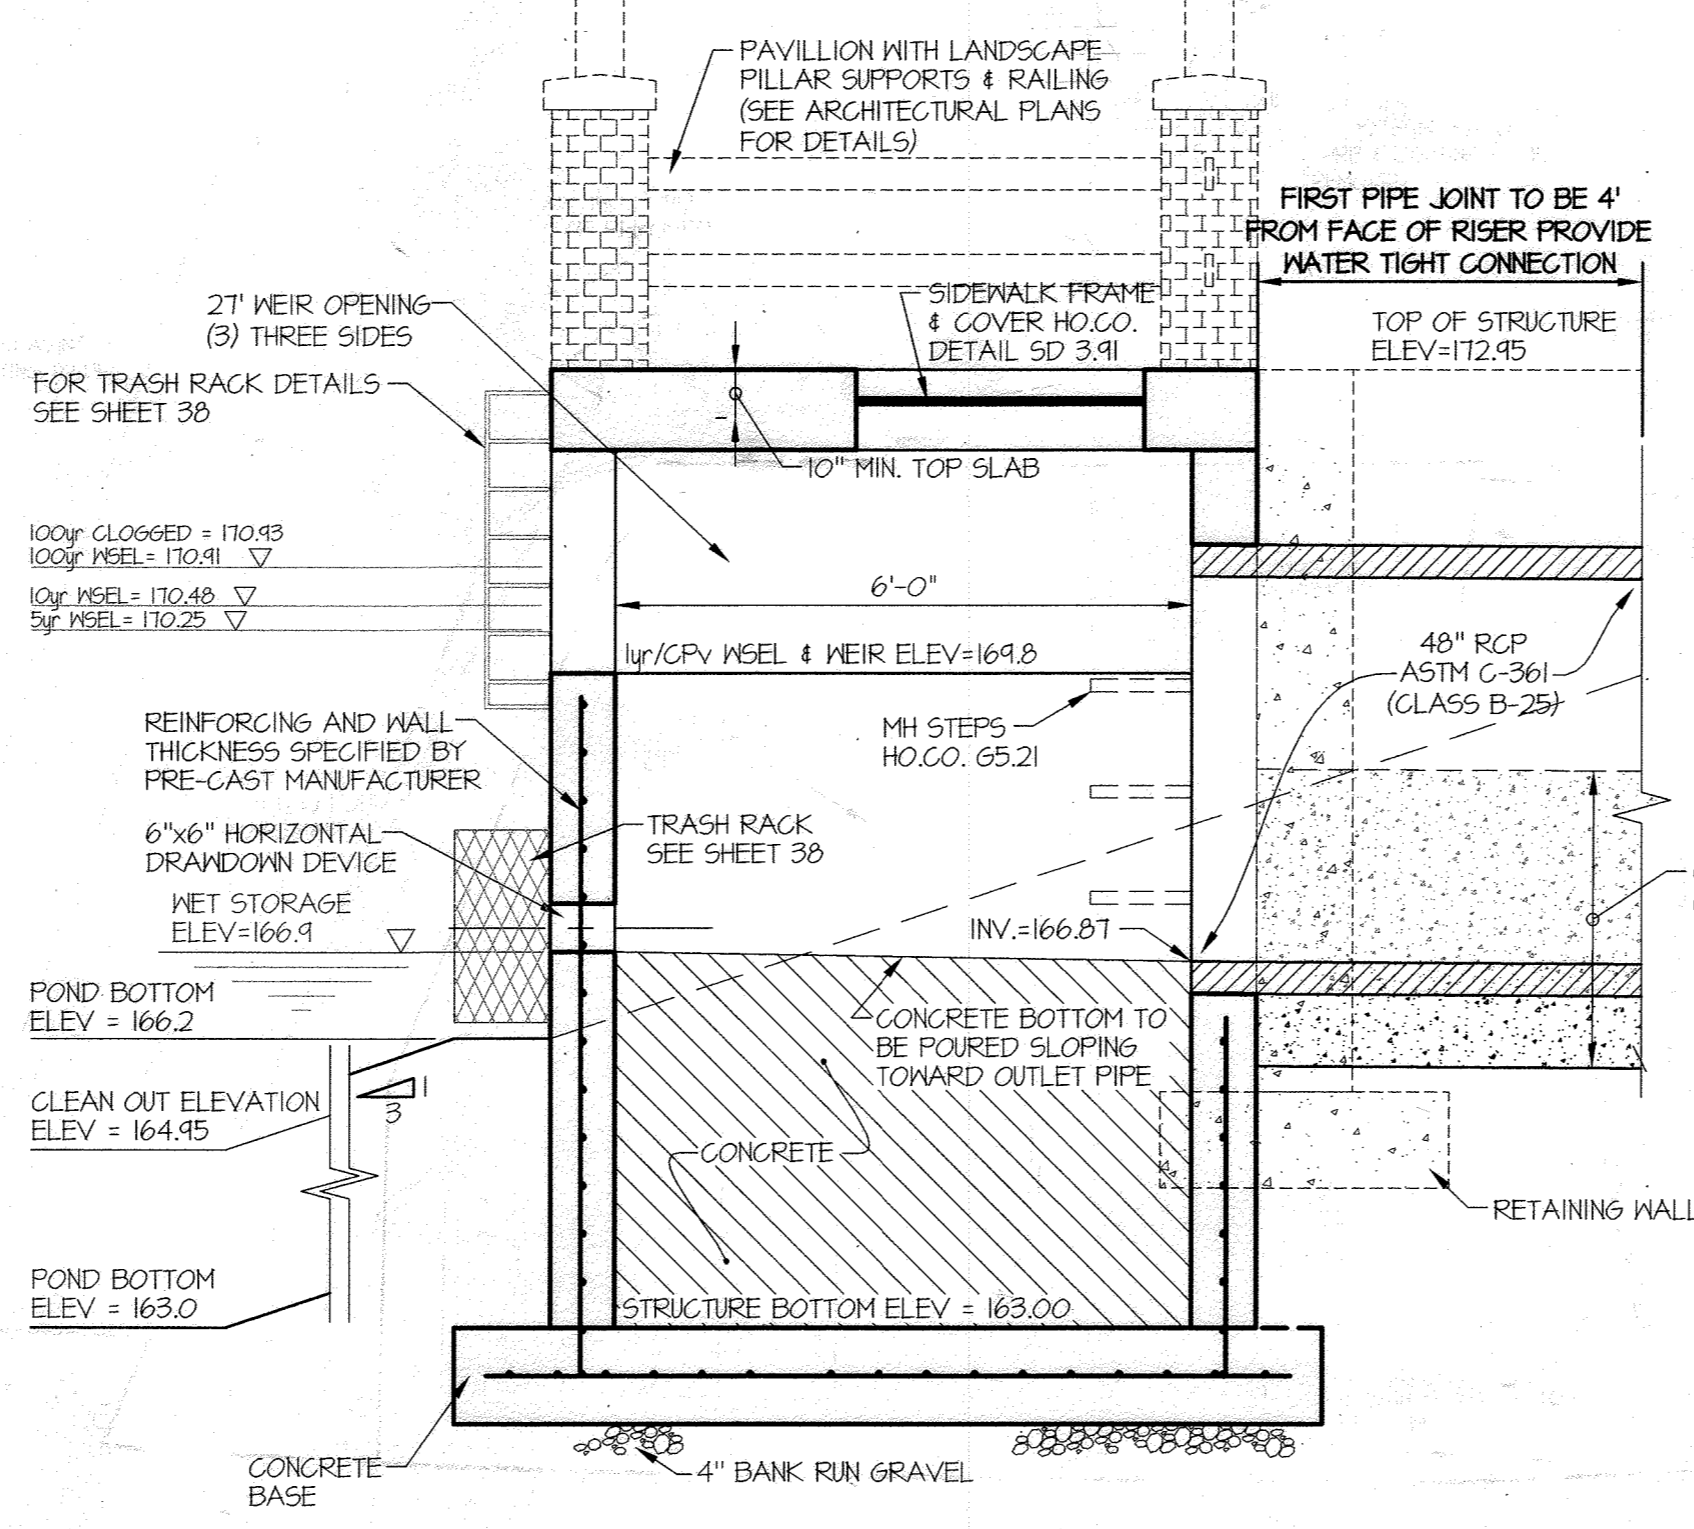 PAVILLION WITH LANDSCAPE
PILLAR SUPPORTS & RAILING
(SEE ARCHITECTURAL PLANS
FOR DETAILS)
FIRST PIPE JOINT TO BE 4'
FROM FACE OF RISER PROVIDE
WATER TIGHT CONNECTION
27' WEIR OPENING
(3) THREE SIDES
SIDEWALK FRAME
& COVER HO.CO.
DETAIL SD 3.91
TOP OF STRUCTURE
ELEV=172.95
FOR TRASH RACK DETAILS
SEE SHEET 38
10" MIN. TOP SLAB
100yr CLOGGED = 170.93
100yr WSEL= 170.91
10yr WSEL= 170.48
5yr WSEL= 170.25
6'-0"
1yr/CPv WSEL & WEIR ELEV=169.8
48" RCP
ASTM C-361
(CLASS B-25)
MH STEPS
HO.CO. G5.21
REINFORCING AND WALL
THICKNESS SPECIFIED BY
PRE-CAST MANUFACTURER
6"x6" HORIZONTAL
DRAWDOWN DEVICE
TRASH RACK
SEE SHEET 38
WET STORAGE
ELEV=166.9
INV.=166.87
POND BOTTOM
ELEV = 166.2
CONCRETE BOTTOM TO
BE POURED SLOPING
TOWARD OUTLET PIPE
CLEAN OUT ELEVATION
ELEV = 164.95
1
3
CONCRETE
RETAINING WALL
POND BOTTOM
ELEV = 163.0
STRUCTURE BOTTOM ELEV = 163.00
CONCRETE
BASE
4" BANK RUN GRAVEL